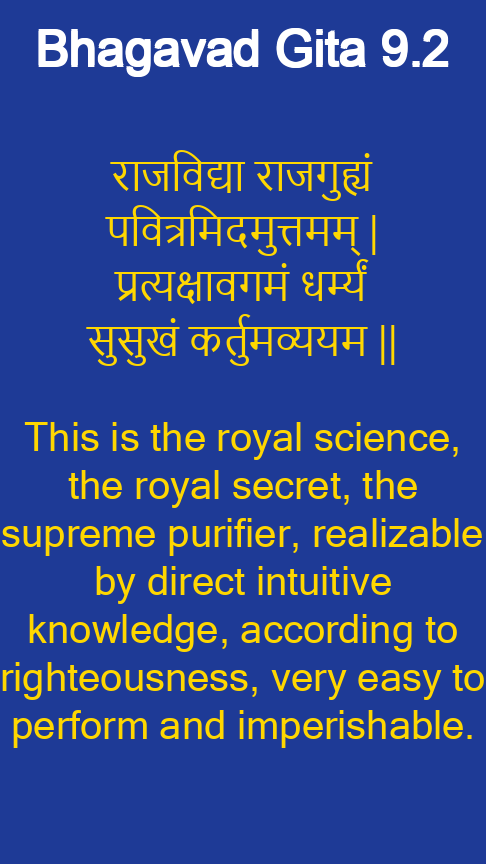 Bhagavad Gita 9.2
राजविद्या राजगुह्यं
पवित्रमिदमुत्तमम् |
प्रत्यक्षावगमं धर्म्यं
सुसुखं कर्तुमव्ययम ||
This is the royal science,
the royal secret, the
supreme purifier, realizable
by direct intuitive
knowledge, according to
righteousness, very easy to
perform and imperishable.